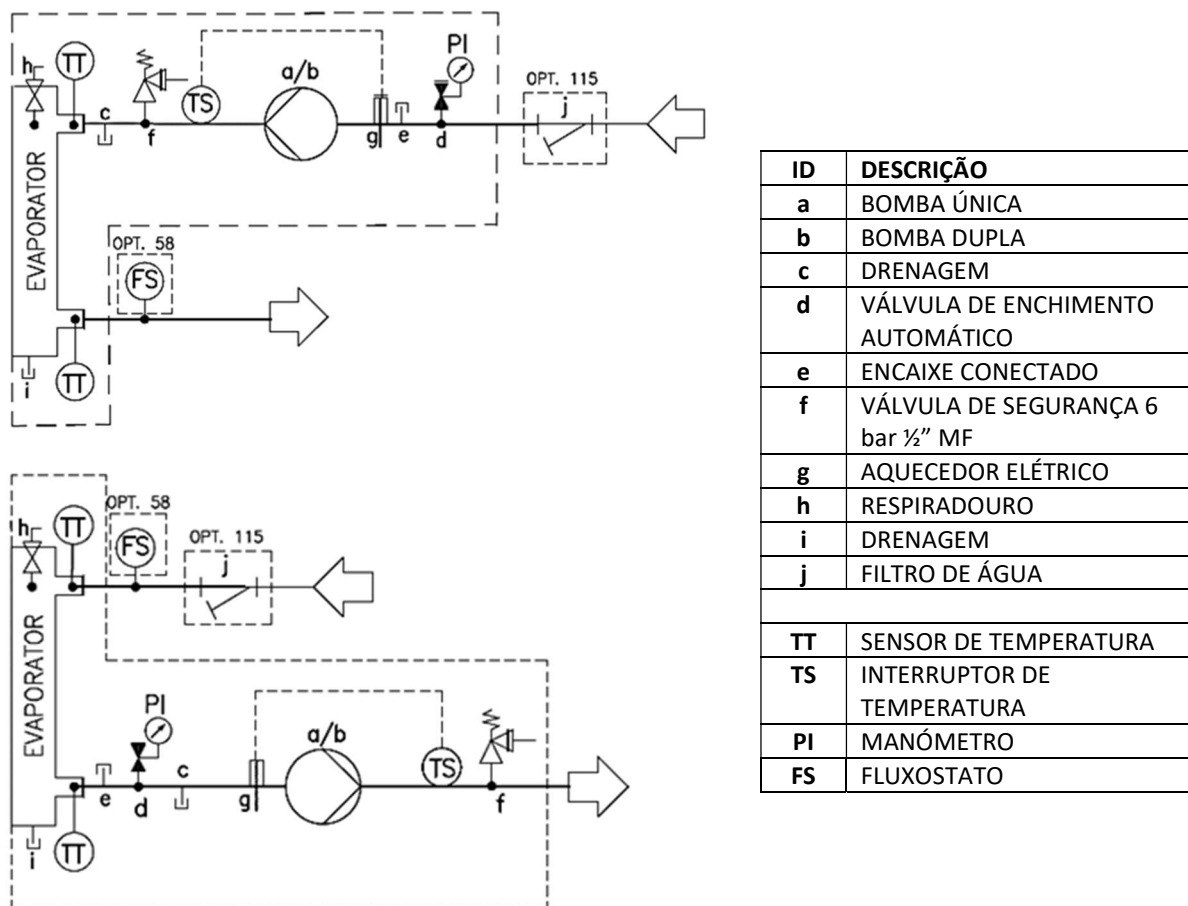 h
TT
PI
a/b
OPT. 115
j
c
TS
f
g
e
d
EVAPORATOR
OPT. 58
FS
i
TT
h
TT
OPT. 58
FS
OPT. 115
j
EVAPORATOR
PI
a/b
c
TS
e
d
g
f
i
TT
ID DESCRIÇÃO
a BOMBA ÚNICA
b BOMBA DUPLA
c DRENAGEM
d VÁLVULA DE ENCHIMENTO
AUTOMÁTICO
e ENCAIXE CONECTADO
f VÁLVULA DE SEGURANÇA 6
bar ½” MF
g AQUECEDOR ELÉTRICO
h RESPIRADOURO
i DRENAGEM
j FILTRO DE ÁGUA
TT SENSOR DE TEMPERATURA
TS INTERRUPTOR DE
TEMPERATURA
PI MANÓMETRO
FS FLUXOSTATO